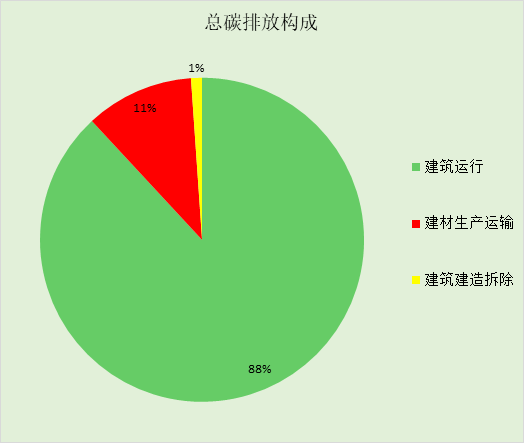 总碳排放构成
1%
11%
88%
建筑运行
建材生产运输
建筑建造拆除